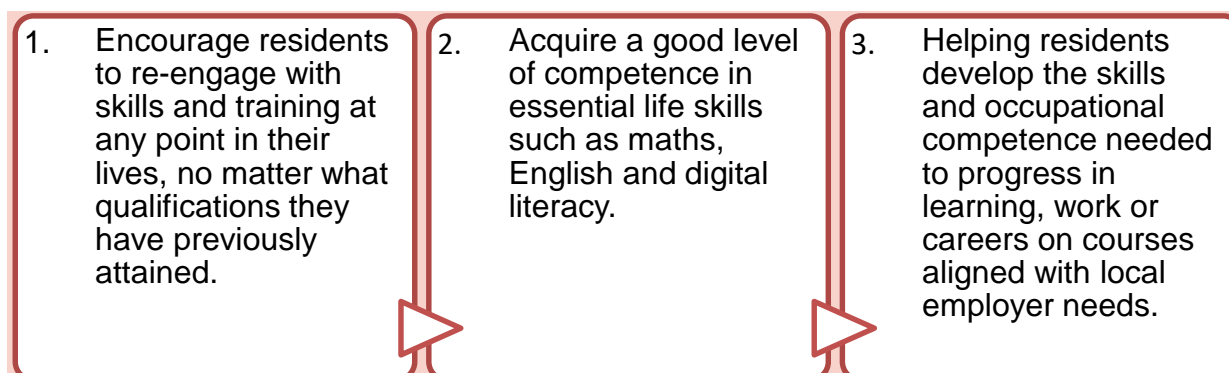 1. Encourage residents
to re-engage with
skills and training at
any point in their
lives, no matter what
qualifications they
have previously
attained.
2. Acquire a good level
of competence in
essential life skills
such as maths,
English and digital
literacy.
3. Helping residents
develop the skills
and occupational
competence needed
to progress in
learning, work or
careers on courses
aligned with local
employer needs.